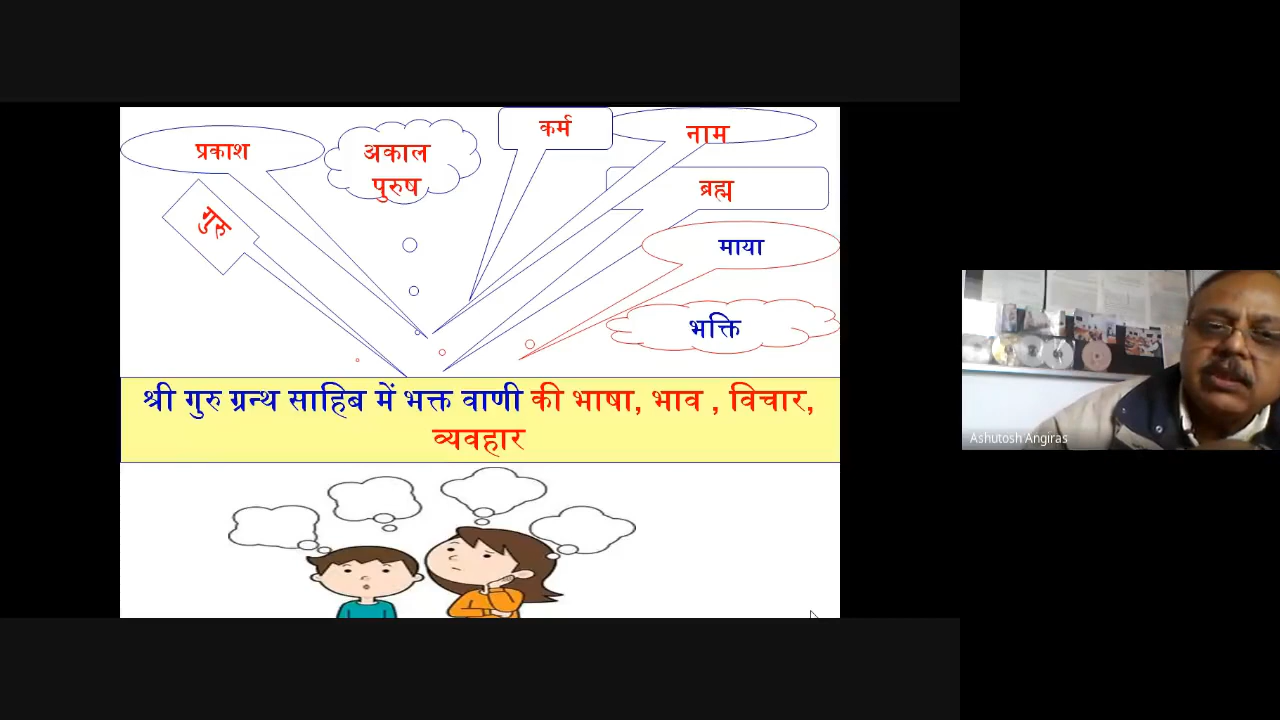 प्रकाश
अकाल
पुरुष
कर्म
नाम
ब्रह्म
गुरू
माया
भक्ति
श्री गुरु ग्रन्थ साहिब में भक्त वाणी की भाषा, भाव , विचार,
व्यवहार
Ashutosh Angiras